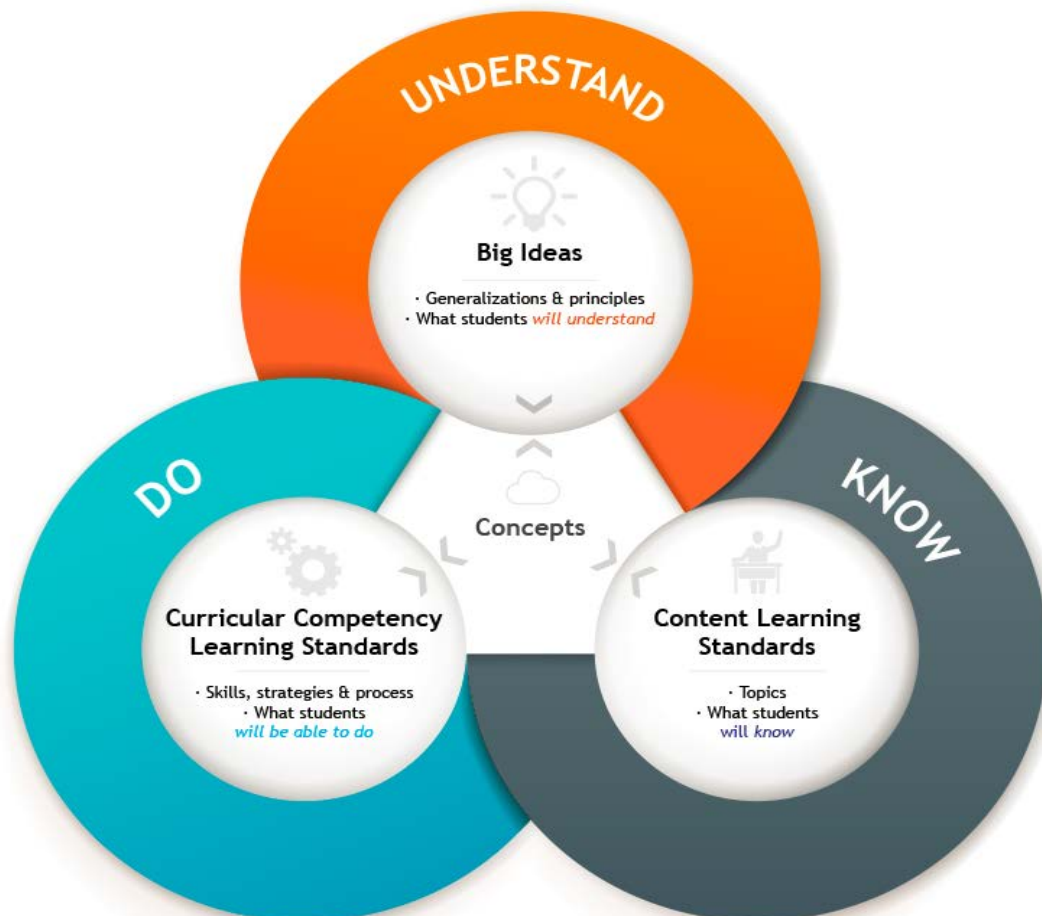 UNDERSTAND
Big Ideas
· Generalizations & principles
· What students will understand
DO
KNOW
Concepts
Curricular Competency
Learning Standards
· Skills, strategies & process
· What students
will be able to do
Content Learning
Standards
· Topics
· What students
will know